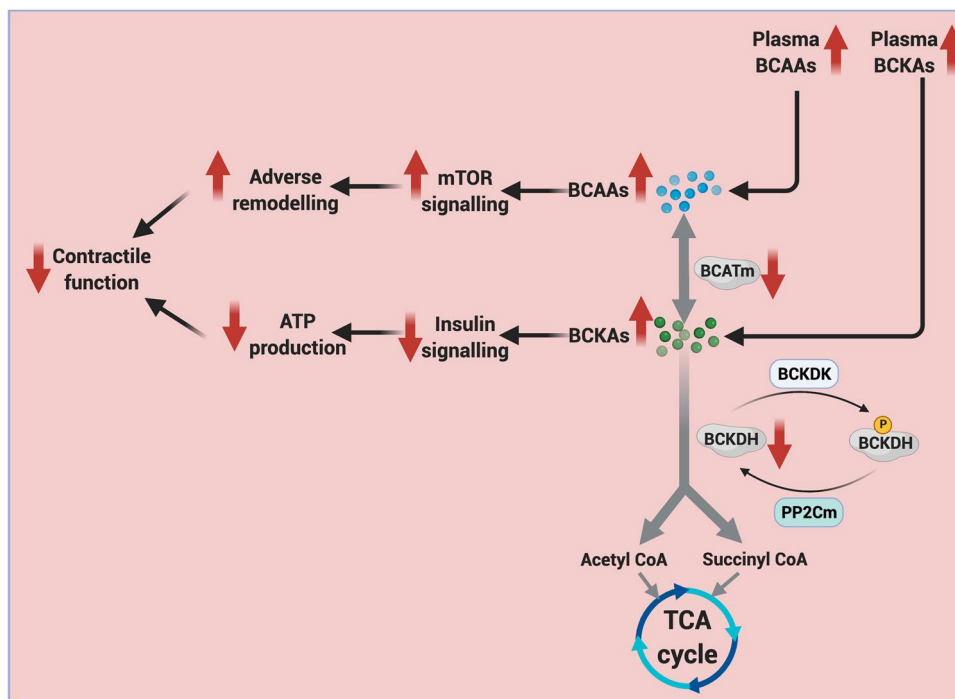 Plasma
BCAAs
Plasma
BCKAs
Adverse
remodelling
mTOR
signalling
BCAAs
Contractile
function
BCATm
ATP
production
Insulin
signalling
BCKAs
BCKDK
BCKDH
P
BCKDH
PP2Cm
Acetyl CoA
Succinyl CoA
TCA
cycle